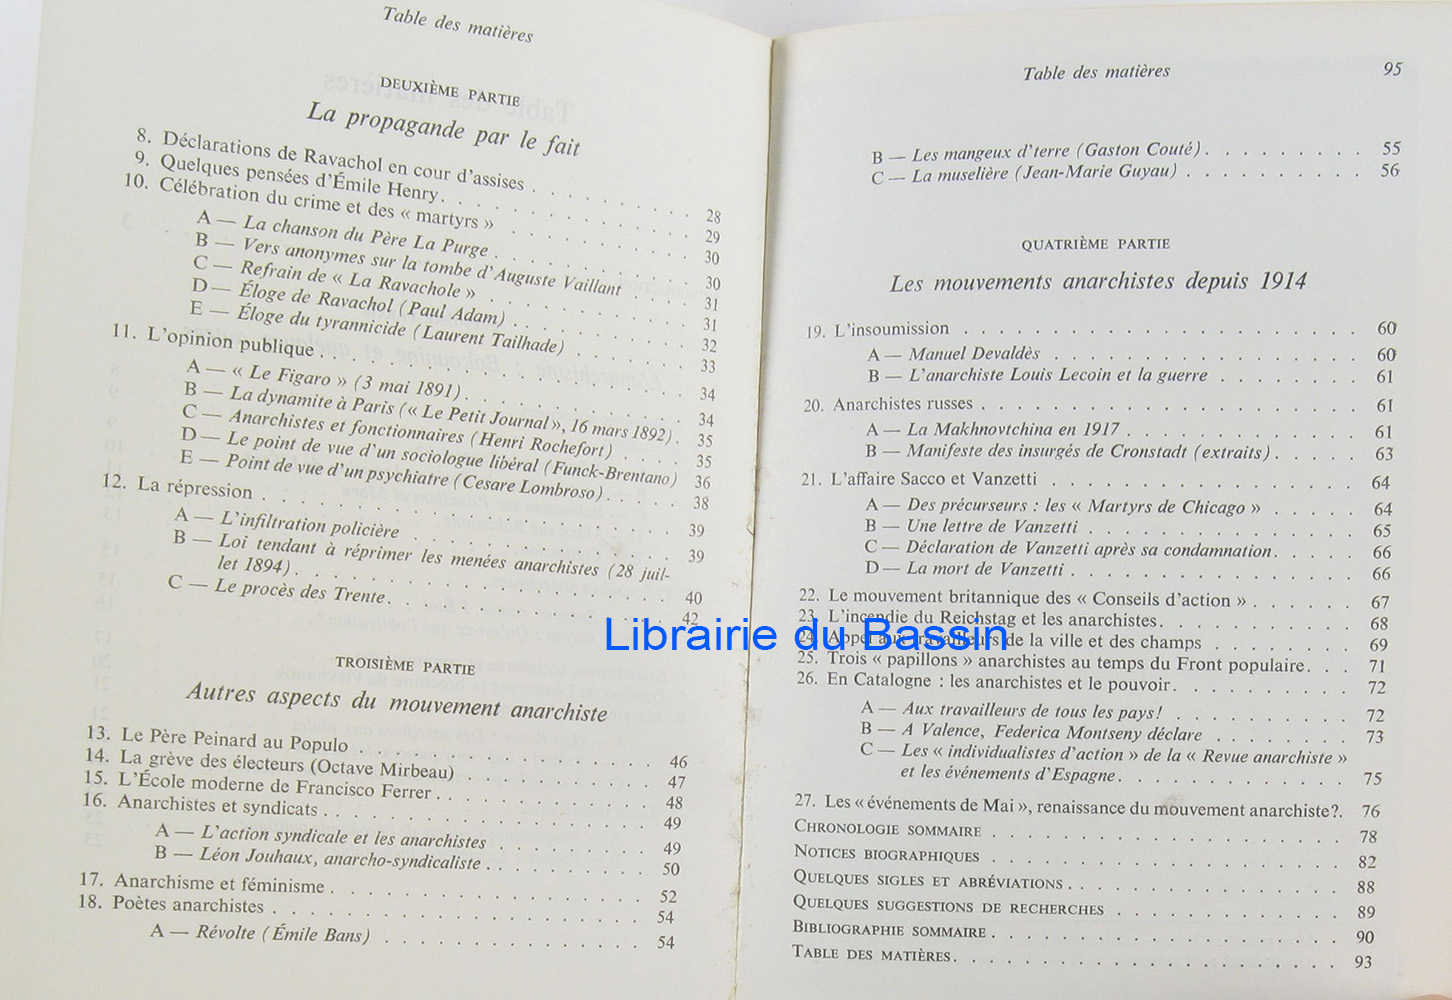 Table des matières
DEUXIÈME PARTIE
La propagande par le fait
8. Déclarations de Ravachol en cour d'assises . . . . . . . . 28
9. Quelques pensées d'Émile Henry. . . . . . . . . . . . 29
10. Célébration du crime et des « martyrs » . . . . . . . . . 30
A — La chanson du Père La Purge . . . . . . . . . . 30
B — Vers anonymes sur la tombe d'Auguste Vaillant . . . . 31
C — Refrain de « La Ravachole » . . . . . . . . . . 31
D — Éloge de Ravachol (Paul Adam) . . . . . . . . . 32
E — Éloge du tyrannicide (Laurent Tailhade) . . . . . . 33
11. L'opinion publique . . . . . . . . . . . . . . . . 34
A — « Le Figaro » (3 mai 1891). . . . . . . . . . . 34
B — La dynamite à Paris (« Le Petit Journal », 16 mars 1892). 35
C — Anarchistes et fonctionnaires (Henri Rochefort) . . . . 35
D — Le point de vue d'un sociologue libéral (Funck-Brentano) 36
E — Point de vue d'un psychiatre (Cesare Lombroso). . . . . 38
12. La répression . . . . . . . . . . . . . . . . . . 39
A — L'infiltration policière . . . . . . . . . . . . . 39
B — Loi tendant à réprimer les menées anarchistes (28 juil-
let 1894). . . . . . . . . . . . . . . . . . 40
C — Le procès des Trente. . . . . . . . . . . . . . 42
TROISIÈME PARTIE
Autres aspects du mouvement anarchiste
13. Le Père Peinard au Populo . . . . . . . . . . . . . . 46
14. La grève des électeurs (Octave Mirbeau) . . . . . . . . . 47
15. L'École moderne de Francisco Ferrer . . . . . . . . . . 48
16. Anarchistes et syndicats . . . . . . . . . . . . . . . 49
A — L'action syndicale et les anarchistes . . . . . . . . 49
B — Léon Jouhaux, anarcho-syndicaliste . . . . . . . . . 50
17. Anarchisme et féminisme . . . . . . . . . . . . . . . 52
18. Poètes anarchistes . . . . . . . . . . . . . . . . . 54
A — Révolte (Émile Bans) . . . . . . . . . . . . . 54
Table des matières 95
B — Les mangeux d'terre (Gaston Couté) . . . . . . . . . 55
C — La muselière (Jean-Marie Guyau) . . . . . . . . . . 56
QUATRIÈME PARTIE
Les mouvements anarchistes depuis 1914
19. L'insoumission . . . . . . . . . . . . . . . . . . 60
A — Manuel Devaldès . . . . . . . . . . . . . . . 60
B — L'anarchiste Louis Lecoin et la guerre . . . . . . . . 61
20. Anarchistes russes . . . . . . . . . . . . . . . . . 61
A — La Makhnovtchina en 1917 . . . . . . . . . . . . 61
B — Manifeste des insurgés de Cronstadt (extraits) . . . . . 63
21. L'affaire Sacco et Vanzetti . . . . . . . . . . . . . . 64
A — Des précurseurs : les « Martyrs de Chicago » . . . . . 64
B — Une lettre de Vanzetti . . . . . . . . . . . . . 65
C — Déclaration de Vanzetti après sa condamnation. . . . . 66
D — La mort de Vanzetti . . . . . . . . . . . . . . 66
22. Le mouvement britannique des « Conseils d'action » . . . . . . 67
23. L'incendie du Reichstag et les anarchistes. . . . . . . . . . 68
24. Appel aux travailleurs de la ville et des champs . . . . . . . 69
25. Trois « papillons » anarchistes au temps du Front populaire. . . 71
26. En Catalogne : les anarchistes et le pouvoir. . . . . . . . . 72
A — Aux travailleurs de tous les pays! . . . . . . . . . 72
B — A Valence, Federica Montseny déclare . . . . . . . . 73
C — Les « individualistes d'action » de la « Revue anarchiste »
et les événements d'Espagne. . . . . . . . . . . . 75
27. Les « événements de Mai », renaissance du mouvement anarchiste?. 76
CHRONOLOGIE SOMMAIRE . . . . . . . . . . . . . . . . 78
NOTICES BIOGRAPHIQUES . . . . . . . . . . . . . . . . 82
QUELQUES SIGLES ET ABRÉVIATIONS . . . . . . . . . . . . . 88
QUELQUES SUGGESTIONS DE RECHERCHES . . . . . . . . . . . 89
BIBLIOGRAPHIE SOMMAIRE . . . . . . . . . . . . . . . . 90
TABLE DES MATIÈRES. . . . . . . . . . . . . . . . . . 93
Librairie du Bassin